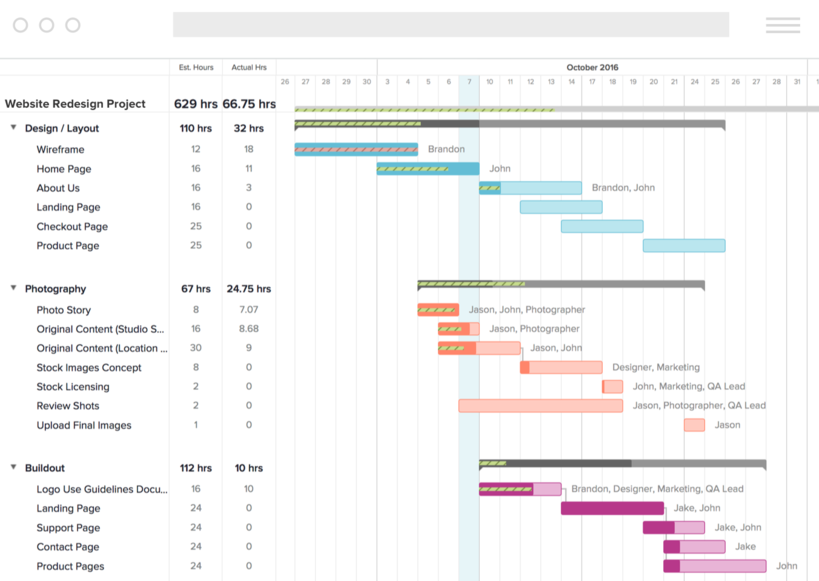 Est. Hours Actual Hrs October 2016
26 27 28 29 30 3 4 5 6 7 10 11 12 13 14 17 18 19 20 21 24 25 26 27 28 31
Website Redesign Project 629 hrs 66.75 hrs
Design / Layout 110 hrs 32 hrs
Wireframe 12 18 Brandon
Home Page 16 11 John
About Us 16 3 Brandon, John
Landing Page 16 0
Checkout Page 25 0
Product Page 25 0
Photography 67 hrs 24.75 hrs
Photo Story 8 7.07 Jason, John, Photographer
Original Content (Studio S... 16 8.68 Jason, Photographer
Original Content (Location ... 30 9 Jason, John
Stock Images Concept 8 0 Designer, Marketing
Stock Licensing 2 0 John, Marketing, QA Lead
Review Shots 2 0 Jason, Photographer, QA Lead
Upload Final Images 1 0 Jason
Buildout 112 hrs 10 hrs
Logo Use Guidelines Docu... 16 10 Brandon, Designer, Marketing, QA Lead
Landing Page 24 0 Jake, John
Support Page 24 0 Jake, John
Contact Page 24 0 Jake
Product Pages 24 0 John